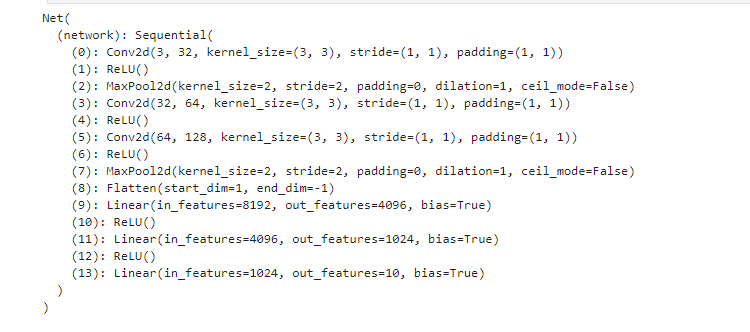 Net(
  (network): Sequential(
    (0): Conv2d(3, 32, kernel_size=(3, 3), stride=(1, 1), padding=(1, 1))
    (1): ReLU()
    (2): MaxPool2d(kernel_size=2, stride=2, padding=0, dilation=1, ceil_mode=False)
    (3): Conv2d(32, 64, kernel_size=(3, 3), stride=(1, 1), padding=(1, 1))
    (4): ReLU()
    (5): Conv2d(64, 128, kernel_size=(3, 3), stride=(1, 1), padding=(1, 1))
    (6): ReLU()
    (7): MaxPool2d(kernel_size=2, stride=2, padding=0, dilation=1, ceil_mode=False)
    (8): Flatten(start_dim=1, end_dim=-1)
    (9): Linear(in_features=8192, out_features=4096, bias=True)
    (10): ReLU()
    (11): Linear(in_features=4096, out_features=1024, bias=True)
    (12): ReLU()
    (13): Linear(in_features=1024, out_features=10, bias=True)
  )
)